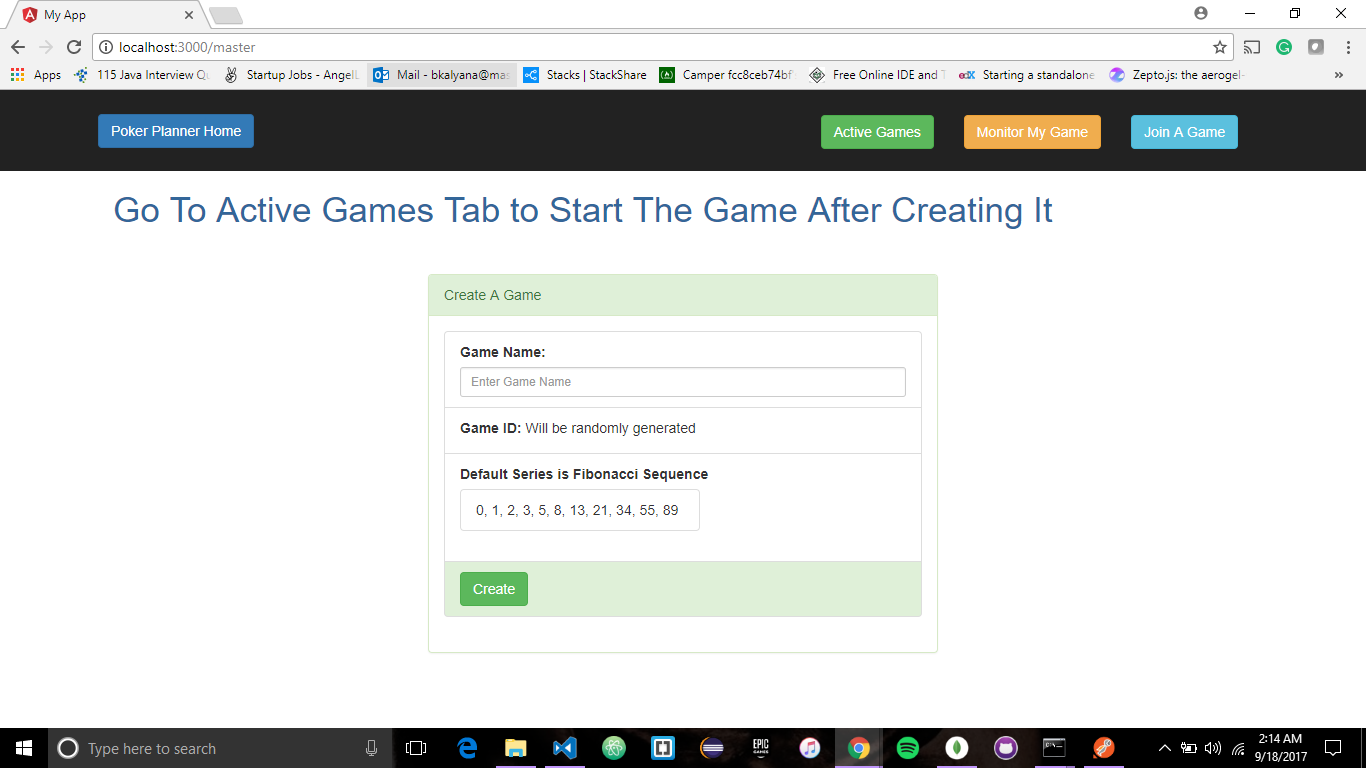 My App
localhost:3000/master
Apps
115 Java Interview Qu
Startup Jobs - Angel
Mail - bkalyana@mas
Stacks | StackShare
Camper fcc8ceb74bf
Free Online IDE and T
edX Starting a standalone
Zepto.js: the aerogel-
Poker Planner Home
Active Games
Monitor My Game
Join A Game
Go To Active Games Tab to Start The Game After Creating It
Create A Game
Game Name:
Enter Game Name
Game ID: Will be randomly generated
Default Series is Fibonacci Sequence
0, 1, 2, 3, 5, 8, 13, 21, 34, 55, 89
Create
Type here to search
EPIC
GAMES
2:14 AM
9/18/2017